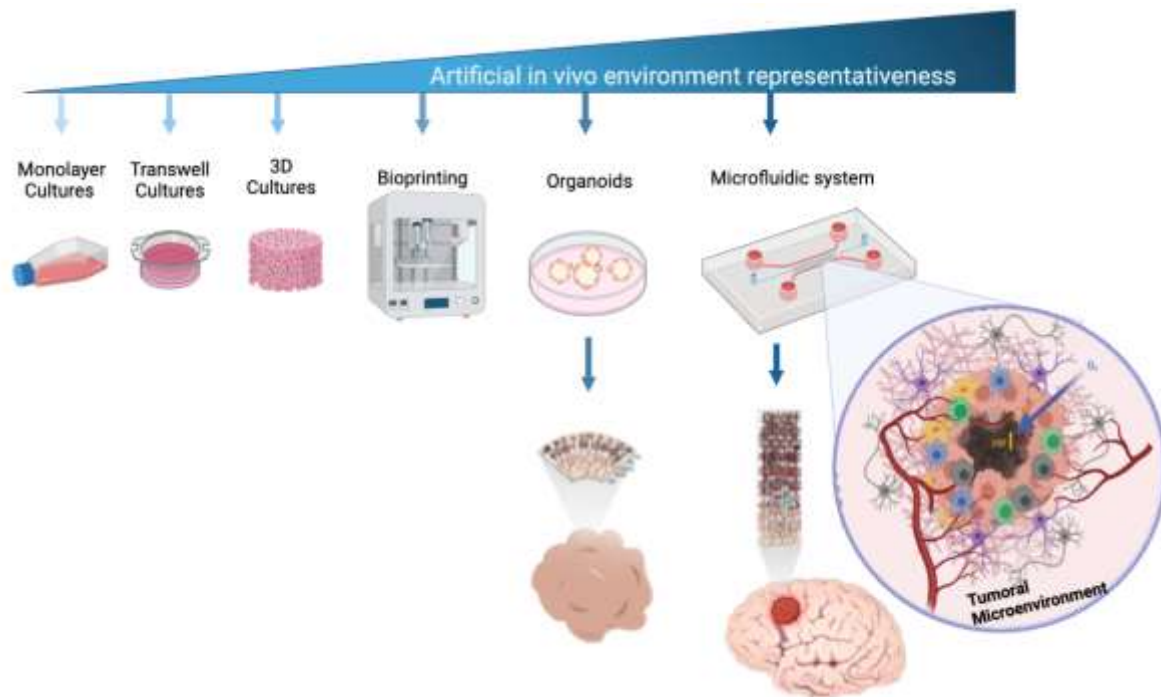 Artificial in vivo environment representativeness
Monolayer
Cultures
Transwell
Cultures
3D
Cultures
Bioprinting
Organoids
Microfluidic system
Tumoral
Microenvironment